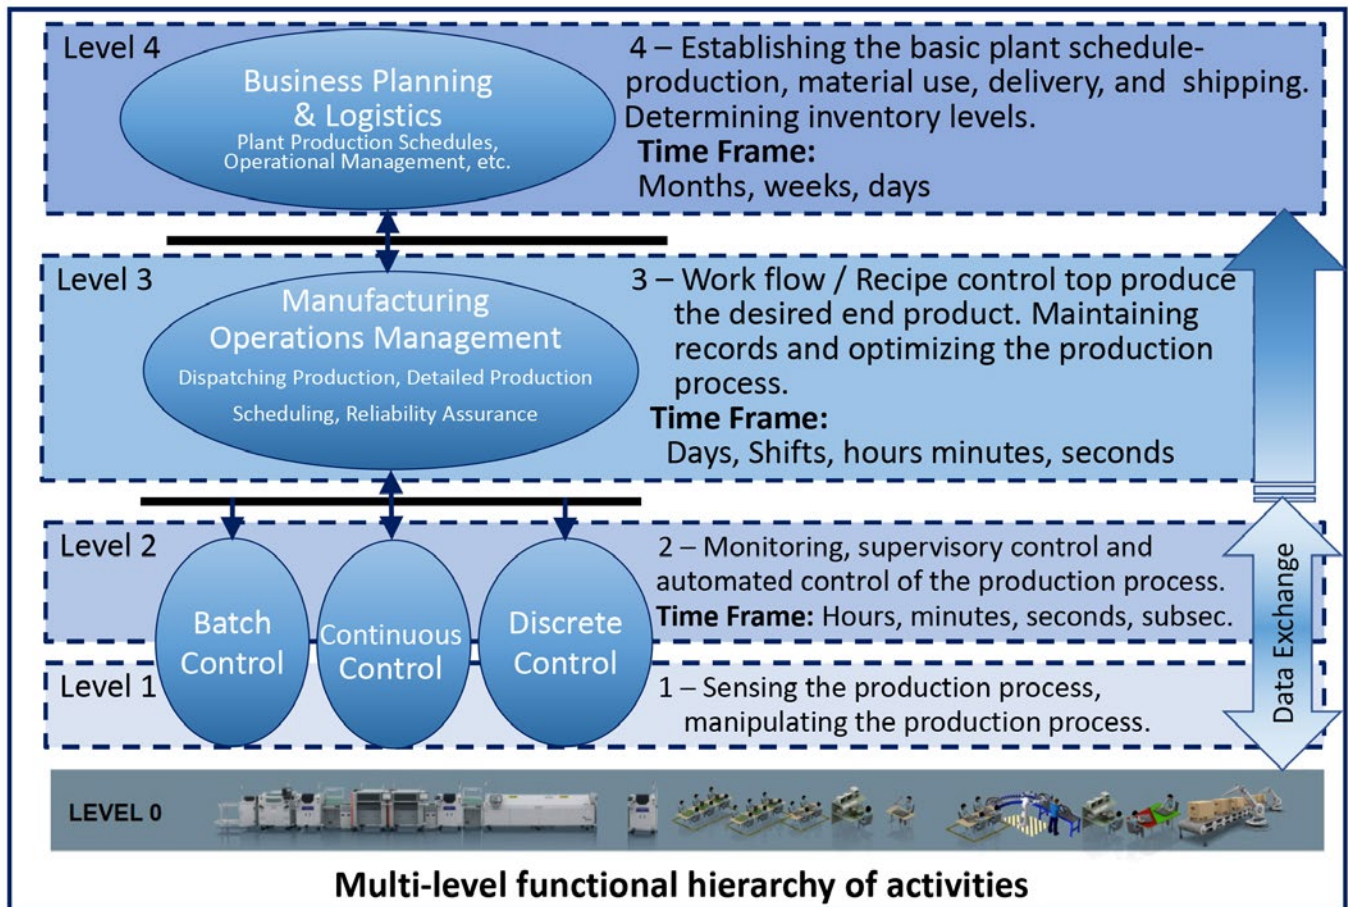 Level 4
Business Planning
& Logistics
Plant Production Schedules,
Operational Management, etc.
4 – Establishing the basic plant schedule-
production, material use, delivery, and shipping.
Determining inventory levels.
Time Frame:
Months, weeks, days
Level 3
Manufacturing
Operations Management
Dispatching Production, Detailed Production
Scheduling, Reliability Assurance
3 – Work flow / Recipe control top produce
the desired end product. Maintaining
records and optimizing the production
process.
Time Frame:
Days, Shifts, hours minutes, seconds
Level 2
2 – Monitoring, supervisory control and
automated control of the production process.
Time Frame: Hours, minutes, seconds, subsec.
Batch
Control
Continuous
Control
Discrete
Control
Level 1
1 – Sensing the production process,
manipulating the production process.
Data Exchange
LEVEL 0
Multi-level functional hierarchy of activities